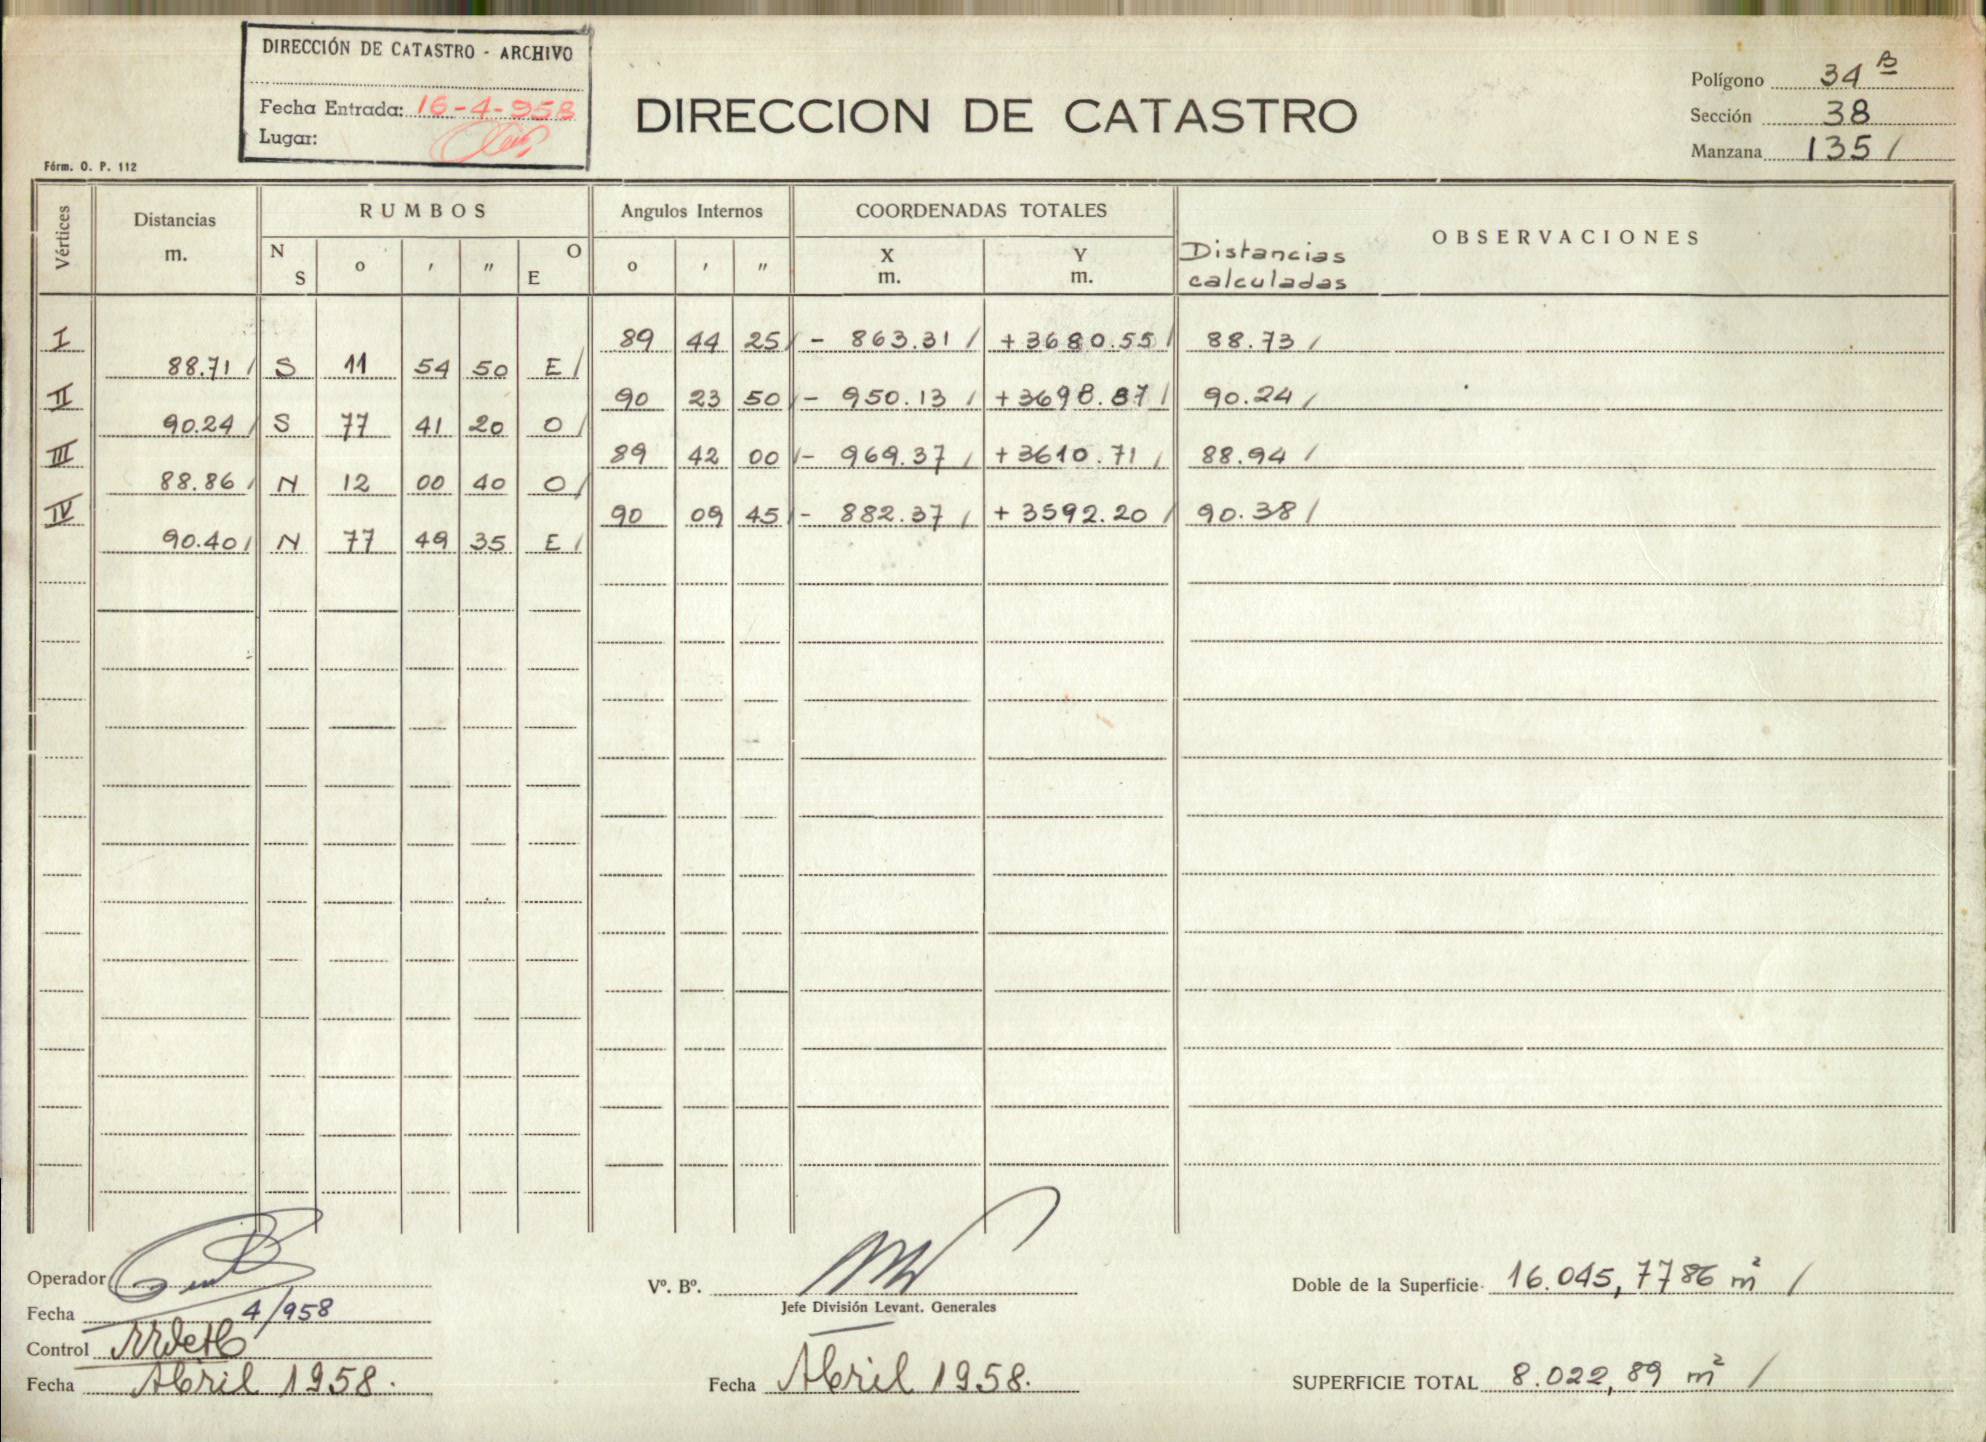 DIRECCIÓN DE CATASTRO - ARCHIVO
Fecha Entrada: 16-4-958
Lugar:
DIRECCION DE CATASTRO
Polígono 34 B
Sección 38
Manzana 135 /
Fórm. O. P. 112
Vértices Distancias m. RUMBOS Angulos Internos COORDENADAS TOTALES OBSERVACIONES
N S o ' " O E o ' " X m. Y m. Distancias calculadas
I 89 44 25 / - 863.31 / +3680.55 / 88.73 /
88.71 / S 11 54 50 E /
II 90 23 50 / - 950.13 / +3698.87 / 90.24 /
90.24 / S 77 41 20 O /
III 89 42 00 / - 969.37 / +3610.71 / 88.94 /
88.86 / N 12 00 40 O /
IV 90 09 45 / - 882.37 / +3592.20 / 90.38 /
90.40 / N 77 49 35 E /
Operador
Fecha 4/958
Control
Fecha Abril 1958.
Vº. Bº.
Jefe División Levant. Generales
Fecha Abril 1958.
Doble de la Superficie 16.045,7786 m² /
SUPERFICIE TOTAL 8.022,89 m² /